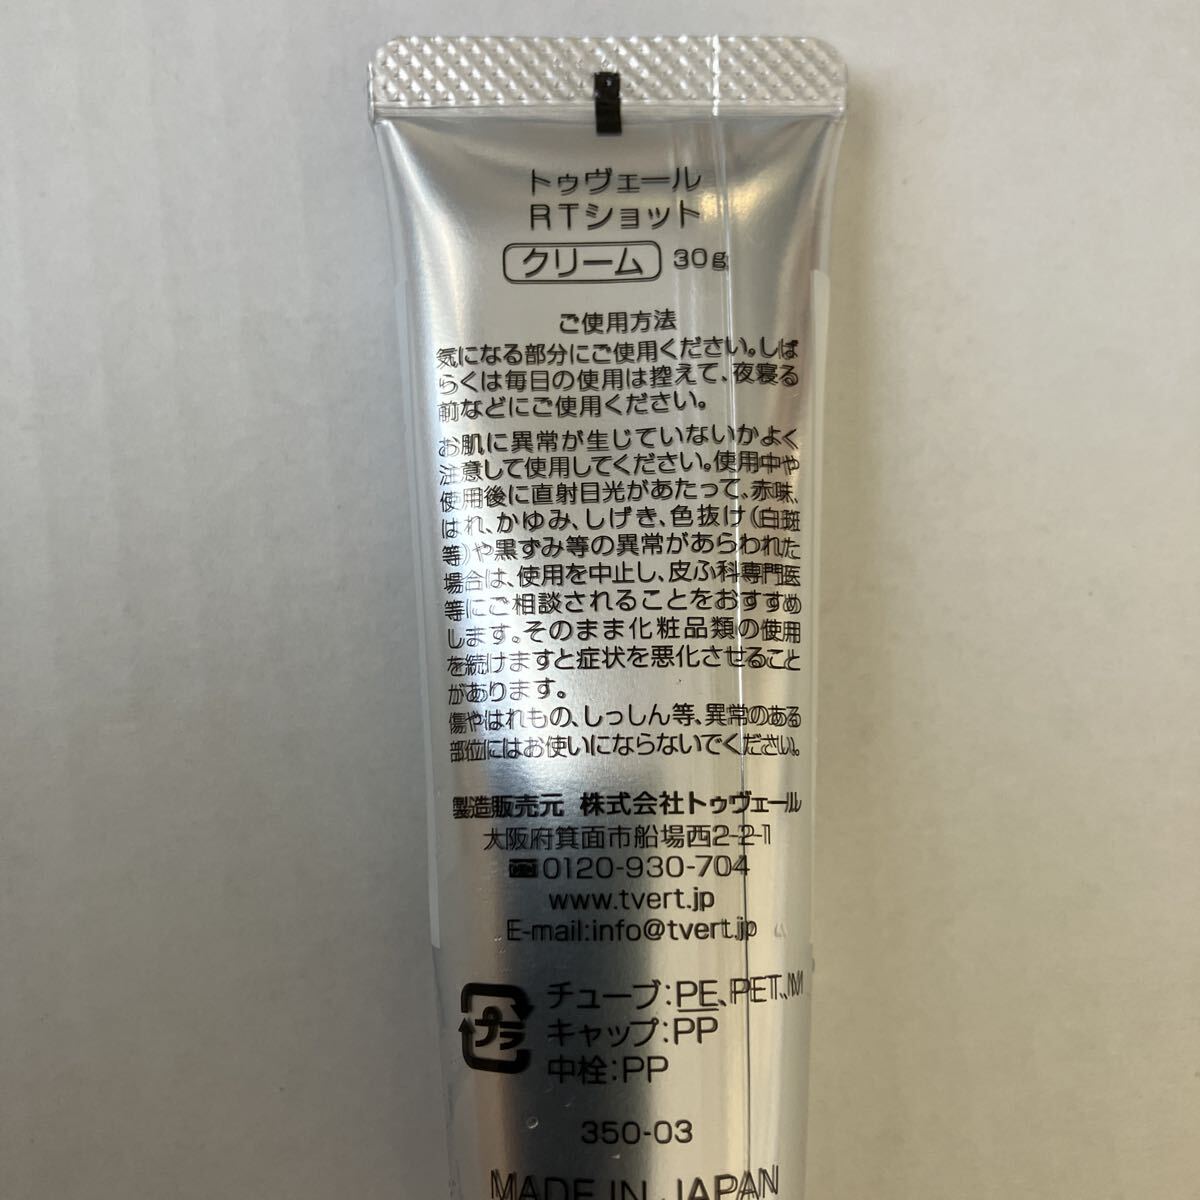 トゥヴェール
RTショット
クリーム 30g
ご使用方法
気になる部分にご使用ください。しば
らくは毎日の使用は控えて、夜寝る
前などにご使用ください。
お肌に異常が生じていないかよく
注意して使用してください。使用中や
使用後に直射日光があたって、赤味、
はれ、かゆみ、しげき、色抜け(白斑
等)や黒ずみ等の異常があらわれた
場合は、使用を中止し、皮ふ科専門医
等にご相談されることをおすすめ
します。そのまま化粧品類の使用
を続けますと症状を悪化させること
があります。
傷やはれもの、しっしん等、異常のある
部位にはお使いにならないでください。
製造販売元 株式会社トゥヴェール
大阪府箕面市船場西2-2-1
0120-930-704
www.tvert.jp
E-mail:info@tvert.jp
プラ
チューブ:PE、PET、M
キャップ:PP
中栓:PP
350-03
MADE IN JAPAN